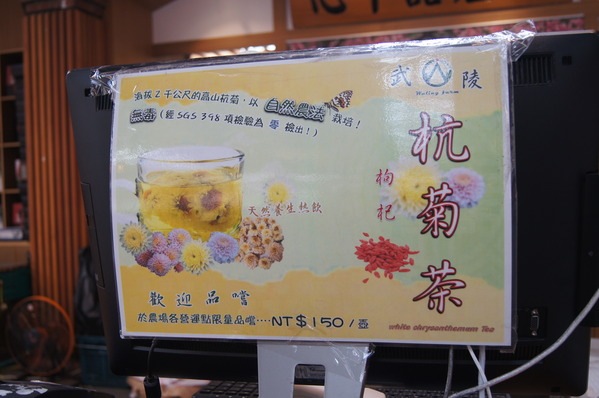 海拔2千公尺的高山杭菊，以 自然農法 栽培！
無毒（經SGS 398 項檢驗為 零 檢出！）
武 陵
Wuling farm
杭菊茶
枸杞
天然養生熱飲
歡迎品嚐
於農場各營運點限量品嚐‥‥NT$150/壺
white chrysanthemum Tea